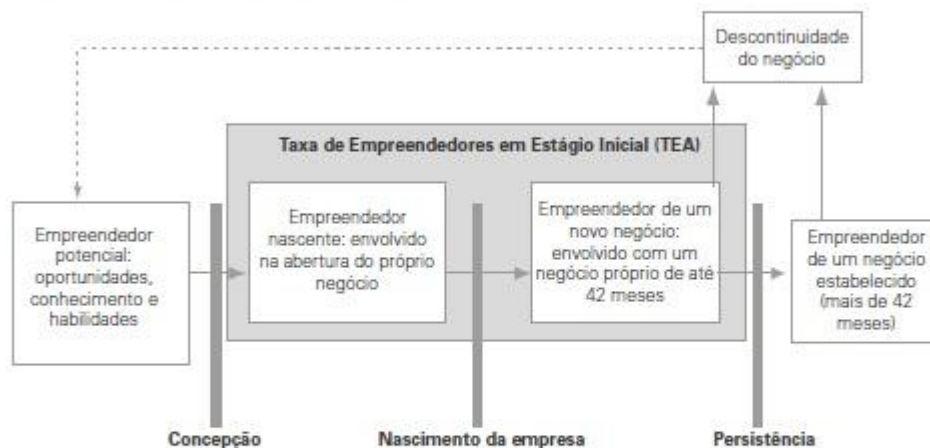 Descontinuidade
do negócio
Taxa de Empreendedores em Estágio Inicial (TEA)
Empreendedor
potencial:
oportunidades,
conhecimento e
habilidades
Empreendedor
nascente: envolvido
na abertura do próprio
negócio
Empreendedor de um
novo negócio:
envolvido com um
negócio próprio de até
42 meses
Empreendedor
de um negócio
estabelecido
(mais de 42
meses)
Concepção
Nascimento da empresa
Persistência